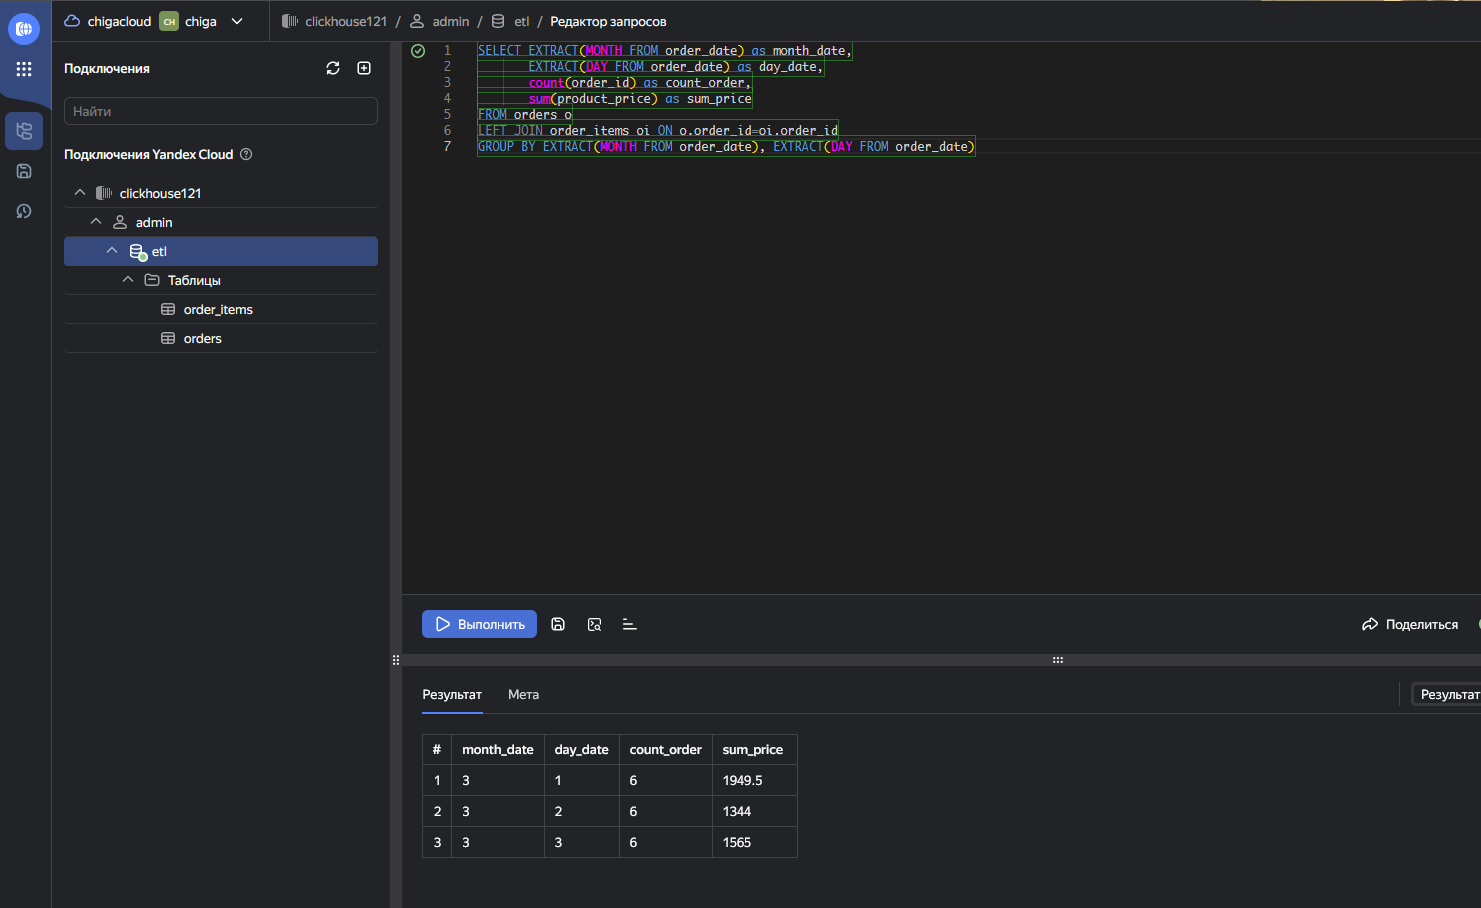 chigacloud CH chiga
clickhouse121 / admin / etl / Редактор запросов
Подключения
Найти
Подключения Yandex Cloud
clickhouse121
admin
etl
Таблицы
order_items
orders
1 SELECT EXTRACT(MONTH FROM order_date) as month_date,
2 EXTRACT(DAY FROM order_date) as day_date,
3 count(order_id) as count_order,
4 sum(product_price) as sum_price
5 FROM orders o
6 LEFT JOIN order_items oi ON o.order_id=oi.order_id
7 GROUP BY EXTRACT(MONTH FROM order_date), EXTRACT(DAY FROM order_date)
Выполнить
Поделиться
Результат Мета
Результат
# month_date day_date count_order sum_price
1 3 1 6 1949.5
2 3 2 6 1344
3 3 3 6 1565